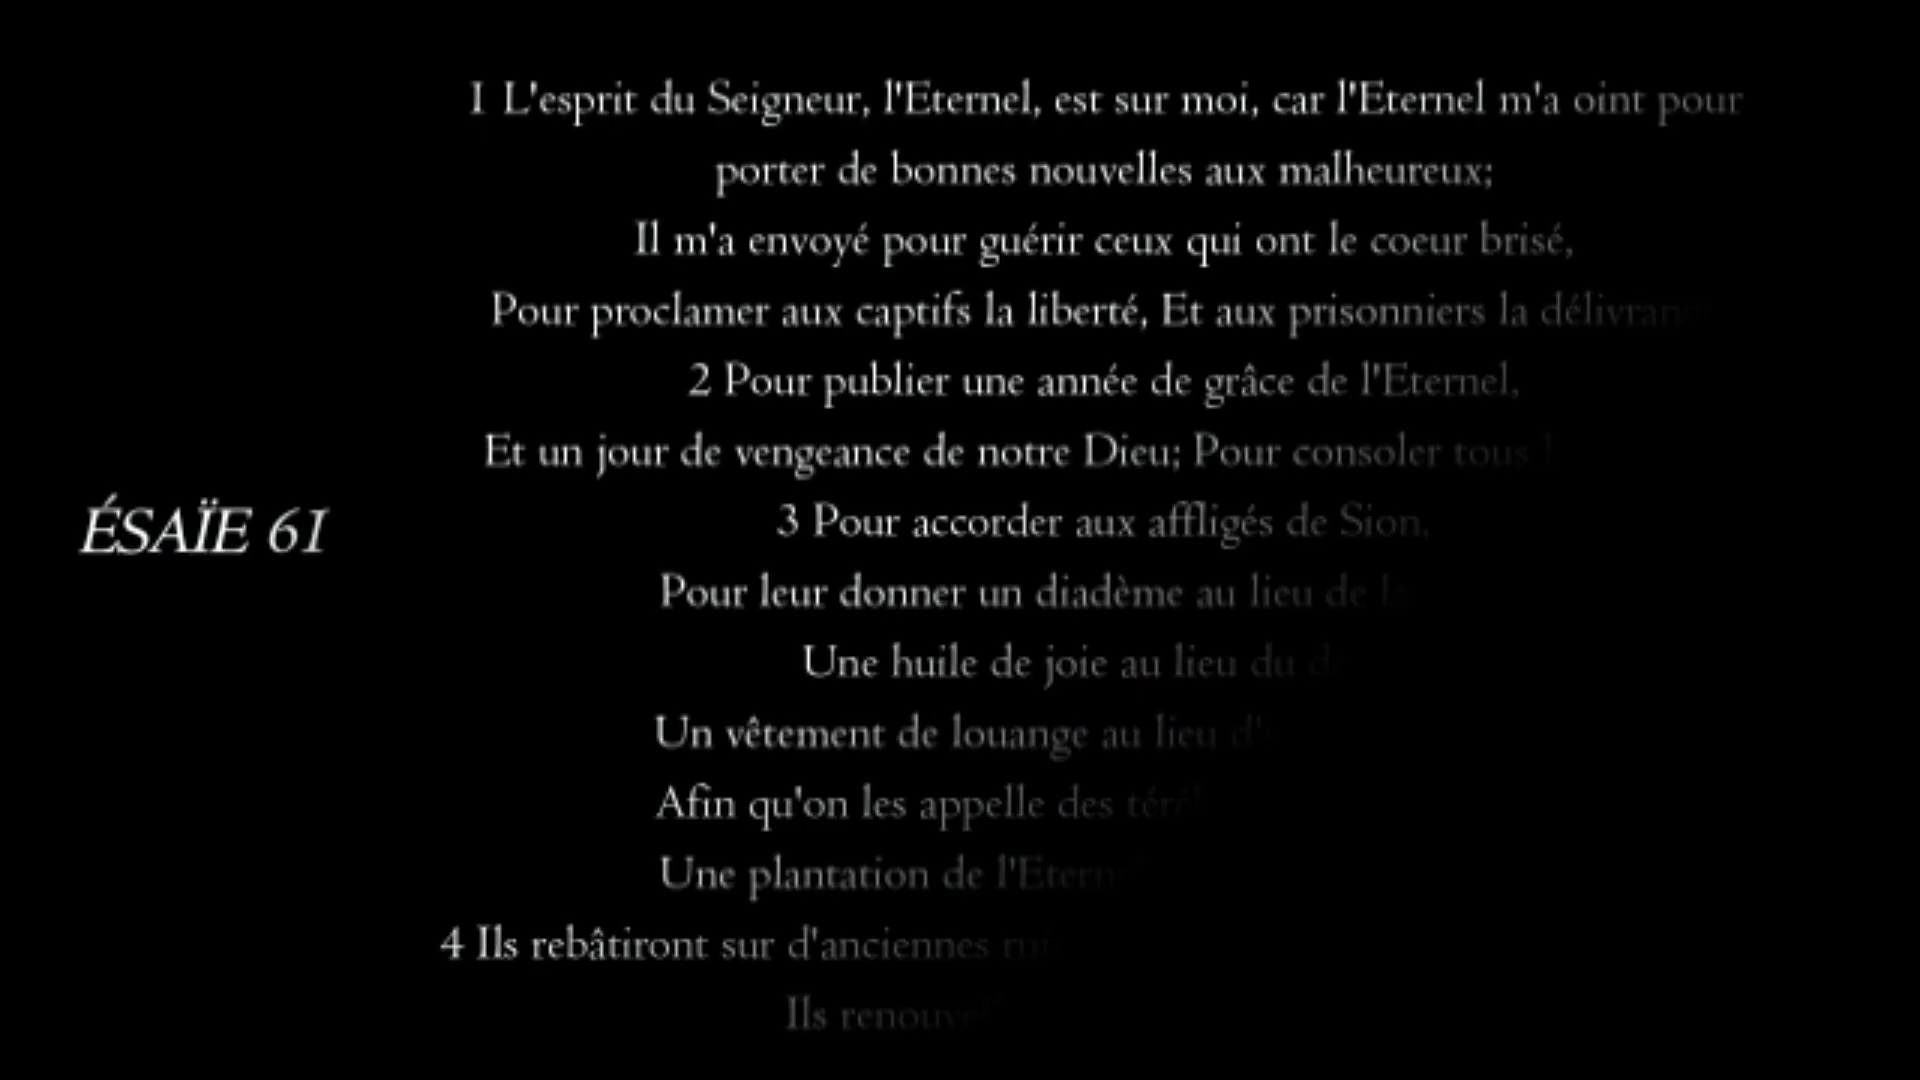 1 L'esprit du Seigneur, l'Eternel, est sur moi, car l'Eternel m'a oint pour
porter de bonnes nouvelles aux malheureux;
Il m'a envoyé pour guérir ceux qui ont le coeur brisé,
Pour proclamer aux captifs la liberté, Et aux prisonniers la
2 Pour publier une année de grâce de l'Eternel,
Et un jour de vengeance de notre Dieu; Pour consoler tous
3 Pour accorder aux affligés de Sion,
ÉSAÏE 61
Pour leur donner un diadème au lieu de
Une huile de joie au lieu du
Un vêtement de louange au lieu
Afin qu'on les appelle des
Une plantation de
4 Ils rebâtiront sur d'anciennes
Ils